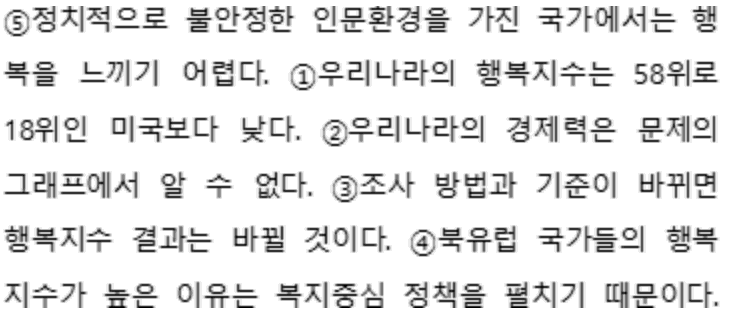 ⑤정치적으로 불안정한 인문환경을 가진 국가에서는 행
복을 느끼기 어렵다. ①우리나라의 행복지수는 58위로
18위인 미국보다 낮다. ②우리나라의 경제력은 문제의
그래프에서 알 수 없다. ③조사 방법과 기준이 바뀌면
행복지수 결과는 바뀔 것이다. ④북유럽 국가들의 행복
지수가 높은 이유는 복지중심 정책을 펼치기 때문이다.